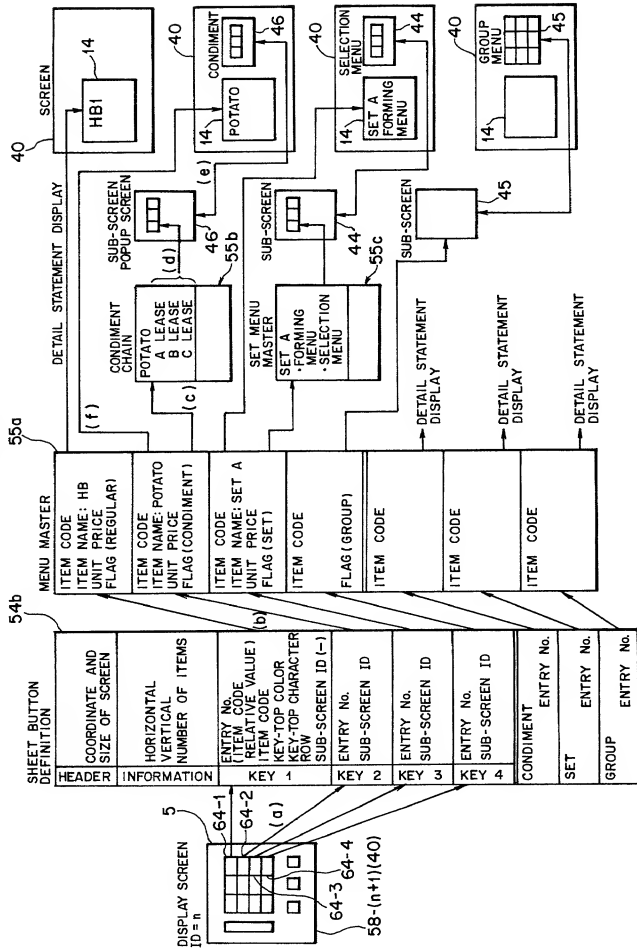 DISPLAY SCREEN
ID = n
5
64-1
64-2
64-3
64-4
58-(n+1)(40)
(a)
SHEET BUTTON
DEFINITION
54b
HEADER
COORDINATE AND
SIZE OF SCREEN
INFORMATION
HORIZONTAL
VERTICAL
NUMBER OF ITEMS
KEY 1
ENTRY No.
(ITEM CODE
RELATIVE VALUE)
ITEM CODE
KEY-TOP COLOR
KEY-TOP CHARACTER
ROW
SUB-SCREEN ID (-)
KEY 2
ENTRY No.
SUB-SCREEN ID
KEY 3
ENTRY No.
SUB-SCREEN ID
KEY 4
ENTRY No.
SUB-SCREEN ID
CONDIMENT
ENTRY No.
SET
ENTRY No.
GROUP
ENTRY No.
(b)
MENU MASTER
55a
ITEM CODE
ITEM NAME: HB
UNIT PRICE
FLAG (REGULAR)
ITEM CODE
ITEM NAME: POTATO
UNIT PRICE
FLAG (CONDIMENT)
ITEM CODE
ITEM NAME: SET A
UNIT PRICE
FLAG (SET)
ITEM CODE
FLAG (GROUP)
ITEM CODE
ITEM CODE
ITEM CODE
DETAIL STATEMENT
DISPLAY
DETAIL STATEMENT
DISPLAY
DETAIL STATEMENT
DISPLAY
DETAIL STATEMENT DISPLAY
(f)
(c)
CONDIMENT
CHAIN
POTATO
A LEASE
B LEASE
C LEASE
55b
(d)
SET MENU
MASTER
SET A
·FORMING
MENU
·SELECTION
MENU
55c
SUB-SCREEN
POPUP SCREEN
46'
(e)
SUB-SCREEN
44'
SUB-SCREEN
45
SCREEN
40
14
HB1
40
CONDIMENT
46
14
POTATO
40
SELECTION
MENU
44
14
SET A
FORMING
MENU
40
GROUP MENU
45
14